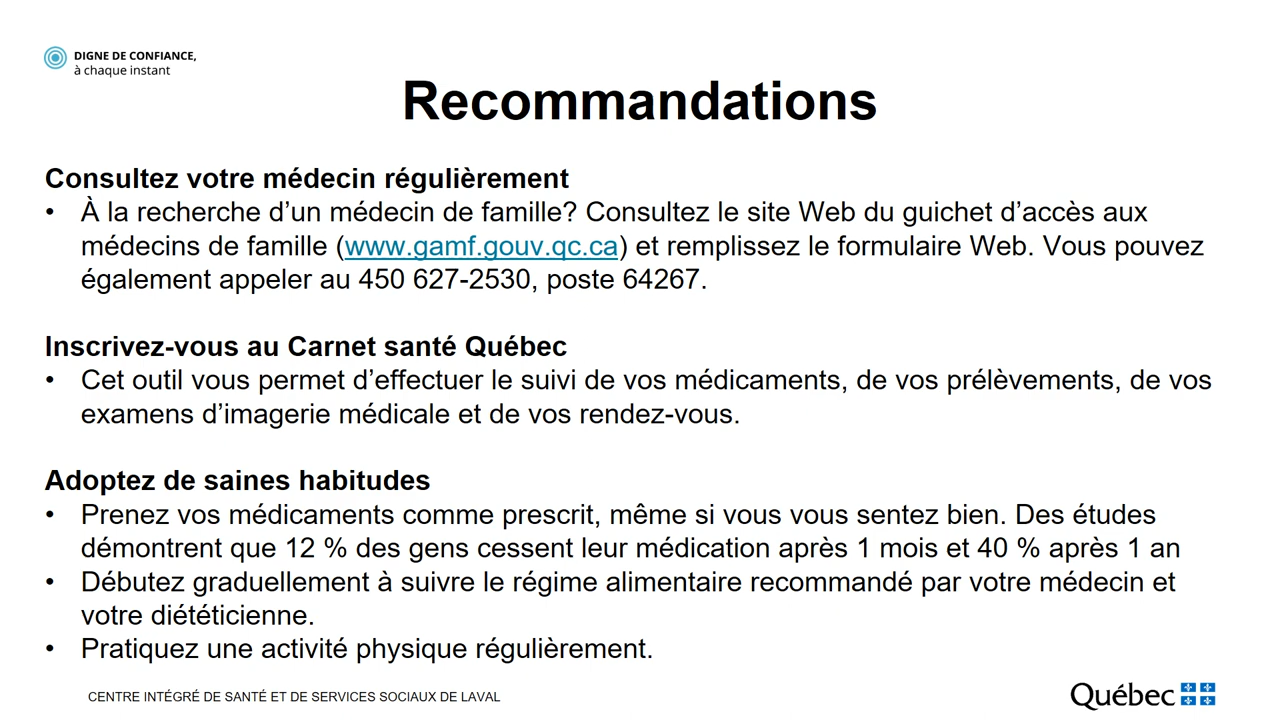 DIGNE DE CONFIANCE,
à chaque instant
Recommandations
Consultez votre médecin régulièrement
• À la recherche d’un médecin de famille? Consultez le site Web du guichet d’accès aux
médecins de famille (www.gamf.gouv.qc.ca) et remplissez le formulaire Web. Vous pouvez
également appeler au 450 627-2530, poste 64267.
Inscrivez-vous au Carnet santé Québec
• Cet outil vous permet d’effectuer le suivi de vos médicaments, de vos prélèvements, de vos
examens d’imagerie médicale et de vos rendez-vous.
Adoptez de saines habitudes
• Prenez vos médicaments comme prescrit, même si vous vous sentez bien. Des études
démontrent que 12 % des gens cessent leur médication après 1 mois et 40 % après 1 an
• Débutez graduellement à suivre le régime alimentaire recommandé par votre médecin et
votre diététicienne.
• Pratiquez une activité physique régulièrement.
CENTRE INTÉGRÉ DE SANTÉ ET DE SERVICES SOCIAUX DE LAVAL
Québec